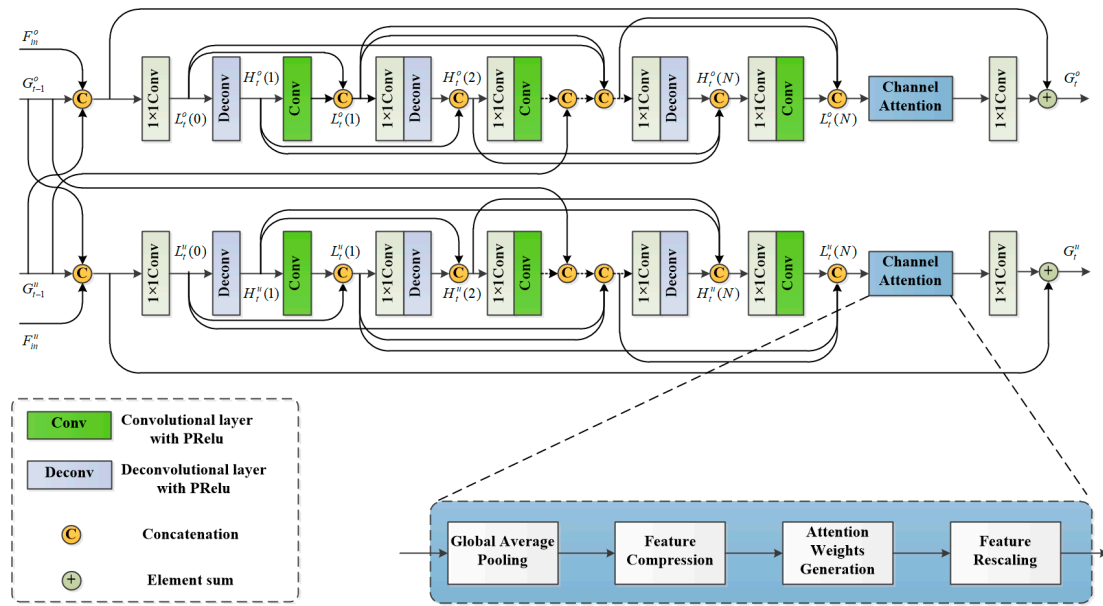 F_{in}^{o}
G_{t-1}^{o}
C
1×1Conv
L_t^o(0)
Deconv
H_t^o(1)
Conv
C
L_t^o(1)
1×1Conv
Deconv
H_t^o(2)
C
1×1Conv
Conv
C
C
1×1Conv
Deconv
H_t^o(N)
C
1×1Conv
Conv
C
L_t^o(N)
Channel
Attention
1×1Conv
+
G_t^o
C
G_{t-1}^{u}
F_{in}^{u}
1×1Conv
L_t^u(0)
Deconv
H_t^u(1)
Conv
L_t^u(1)
C
1×1Conv
Deconv
C
H_t^u(2)
1×1Conv
Conv
C
C
1×1Conv
Deconv
C
H_t^u(N)
1×1Conv
Conv
L_t^u(N)
C
Channel
Attention
1×1Conv
+
G_t^u
Conv
Convolutional layer
with PRelu
Deconv
Deconvolutional layer
with PRelu
C
Concatenation
+
Element sum
Global Average
Pooling
Feature
Compression
Attention
Weights
Generation
Feature
Rescaling